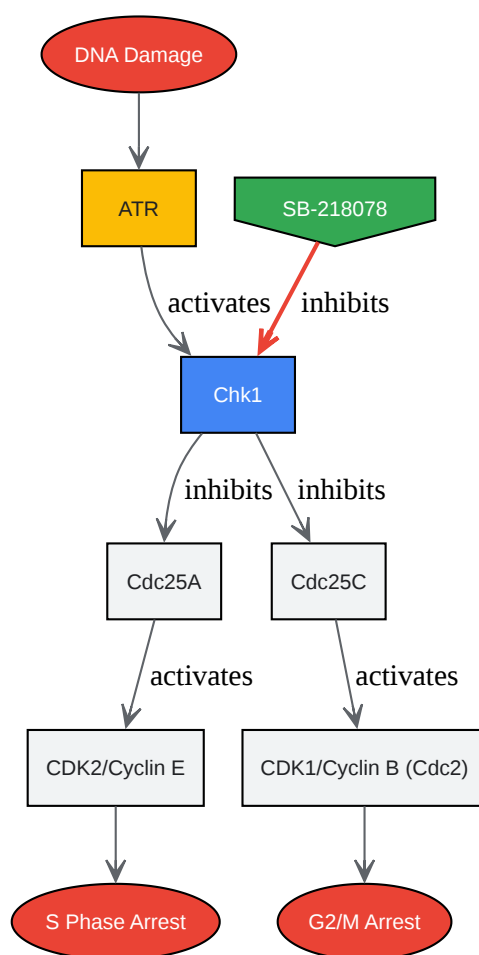 DNA Damage
ATR
SB-218078
activates
inhibits
Chk1
inhibits
inhibits
Cdc25A
Cdc25C
activates
activates
CDK2/Cyclin E
CDK1/Cyclin B (Cdc2)
S Phase Arrest
G2/M Arrest